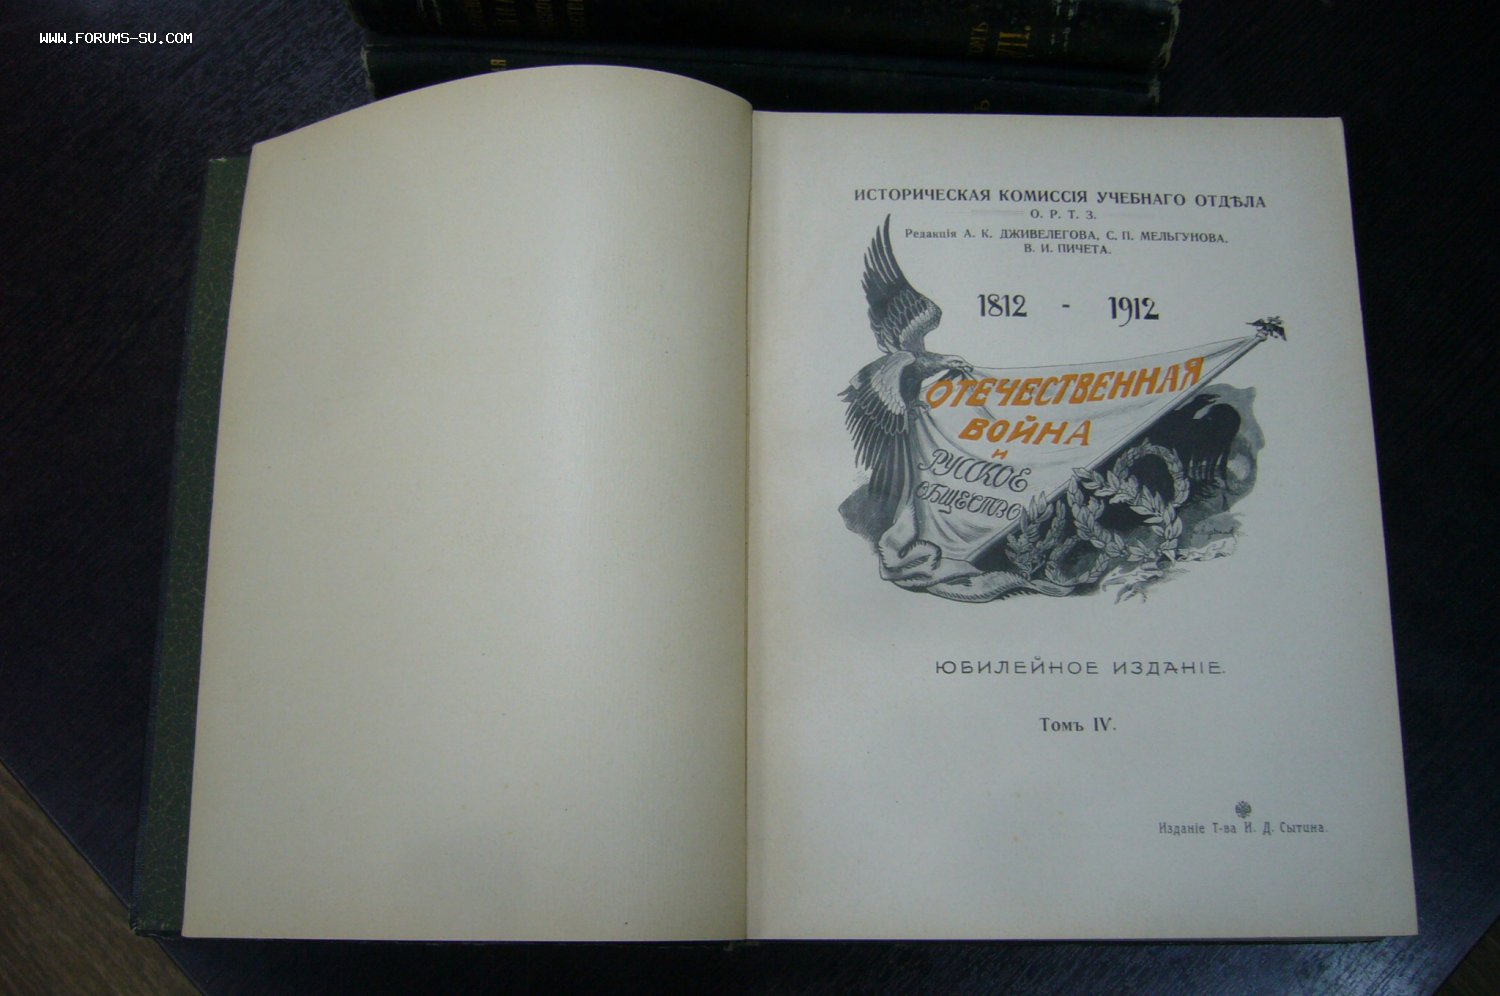 WWW.FORUMS-SU.COM
VII.
ИСТОРИЧЕСКАЯ КОМИССІЯ УЧЕБНАГО ОТДѢЛА
О. Р. Т. З.
Редакція А. К. ДЖИВЕЛЕГОВА, С. П. МЕЛЬГУНОВА.
В. И. ПИЧЕТА.
1812 - 1912
ОТЕЧЕСТВЕННАЯ
ВОЙНА
И
РУССКОЕ
ОБЩЕСТВО
ЮБИЛЕЙНОЕ ИЗДАНІЕ.
Томъ IV.
Изданіе Т-ва И. Д. Сытина.